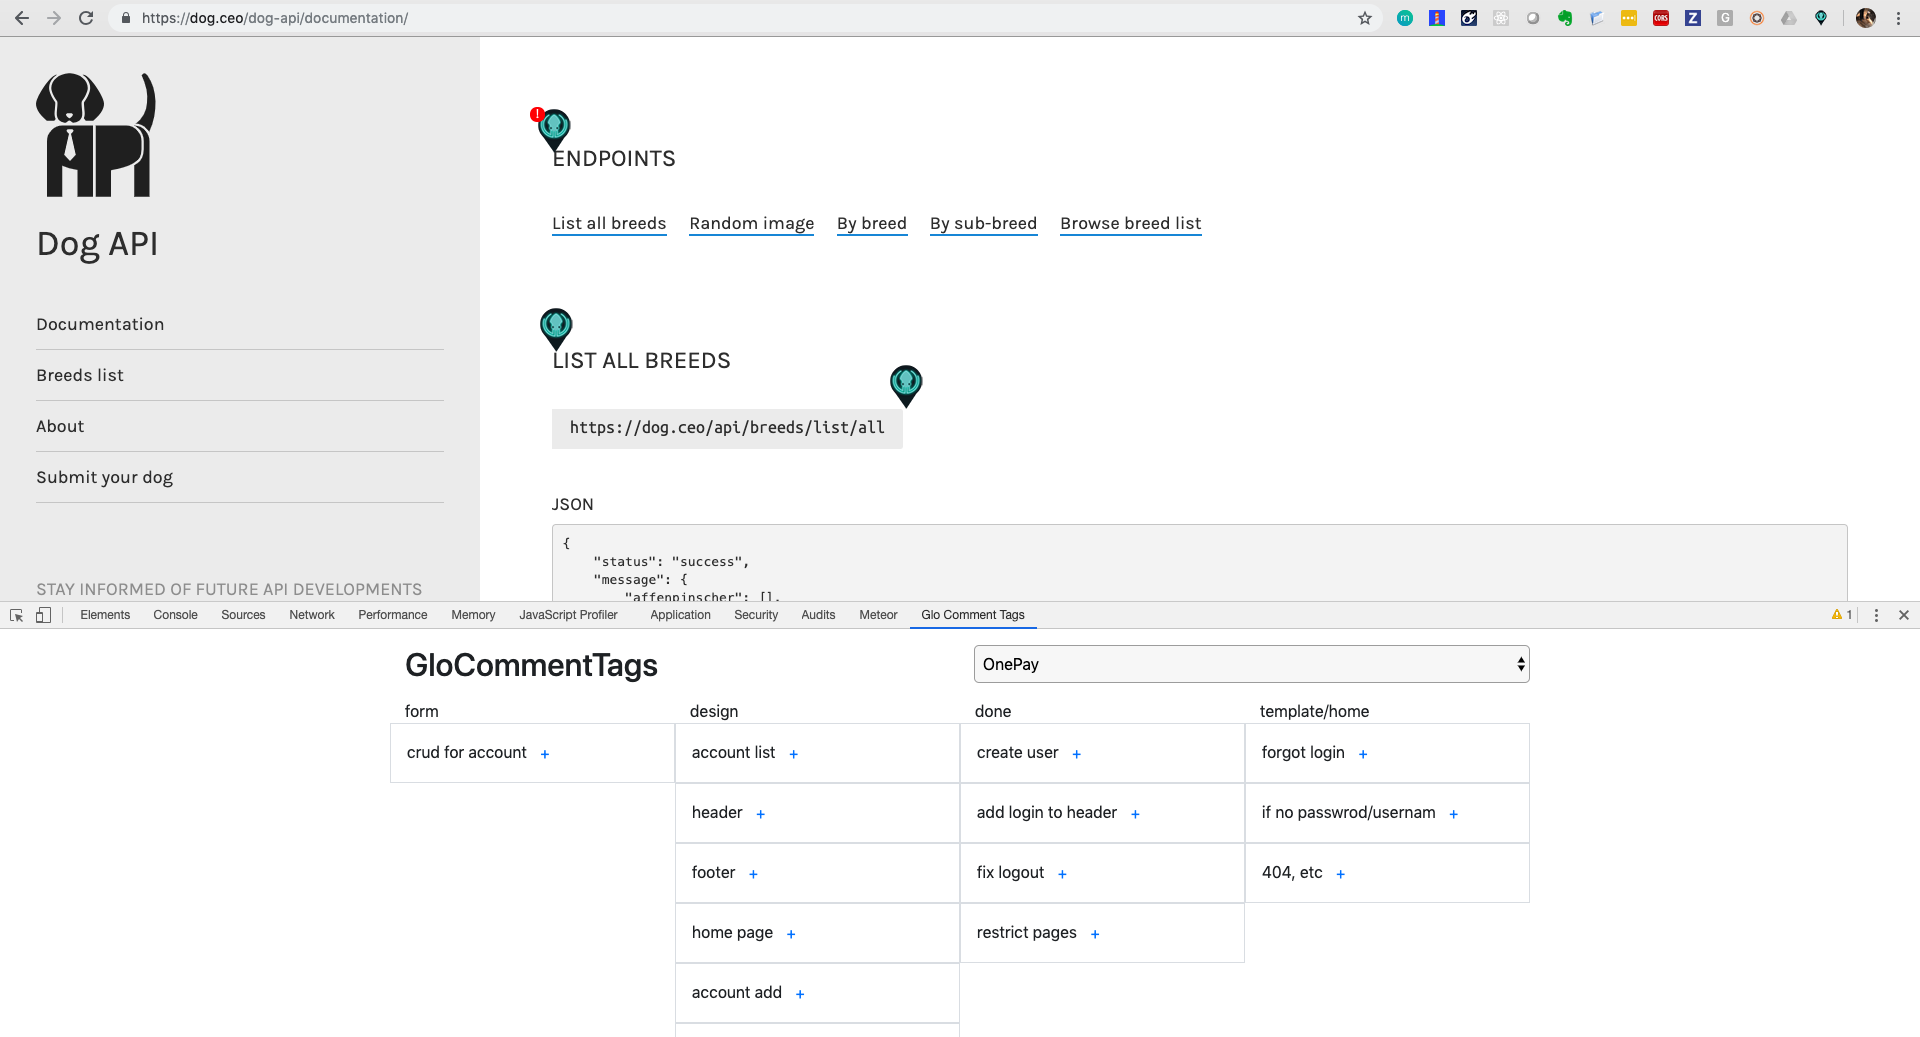 https://dog.ceo/dog-api/documentation/
m
CORS
Z
G
API
Dog API
Documentation
Breeds list
About
Submit your dog
STAY INFORMED OF FUTURE API DEVELOPMENTS
!
ENDPOINTS
List all breeds Random image By breed By sub-breed Browse breed list
LIST ALL BREEDS
https://dog.ceo/api/breeds/list/all
JSON
{
"status": "success",
"message": {
"affenpinscher": [],
Elements Console Sources Network Performance Memory JavaScript Profiler Application Security Audits Meteor Glo Comment Tags 1
GloCommentTags
OnePay
form design done template/home
crud for account + account list + create user + forgot login +
header + add login to header + if no passwrod/usernam +
footer + fix logout + 404, etc +
home page + restrict pages +
account add +